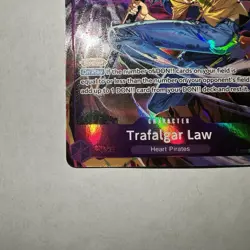 if the number of DON!! cards on your field
is equal to or less than the number on your opponent's field,
add up to 1 DON!! card from your DON!! deck and rest it.
CHARACTER
Trafalgar Law
Heart Pirates